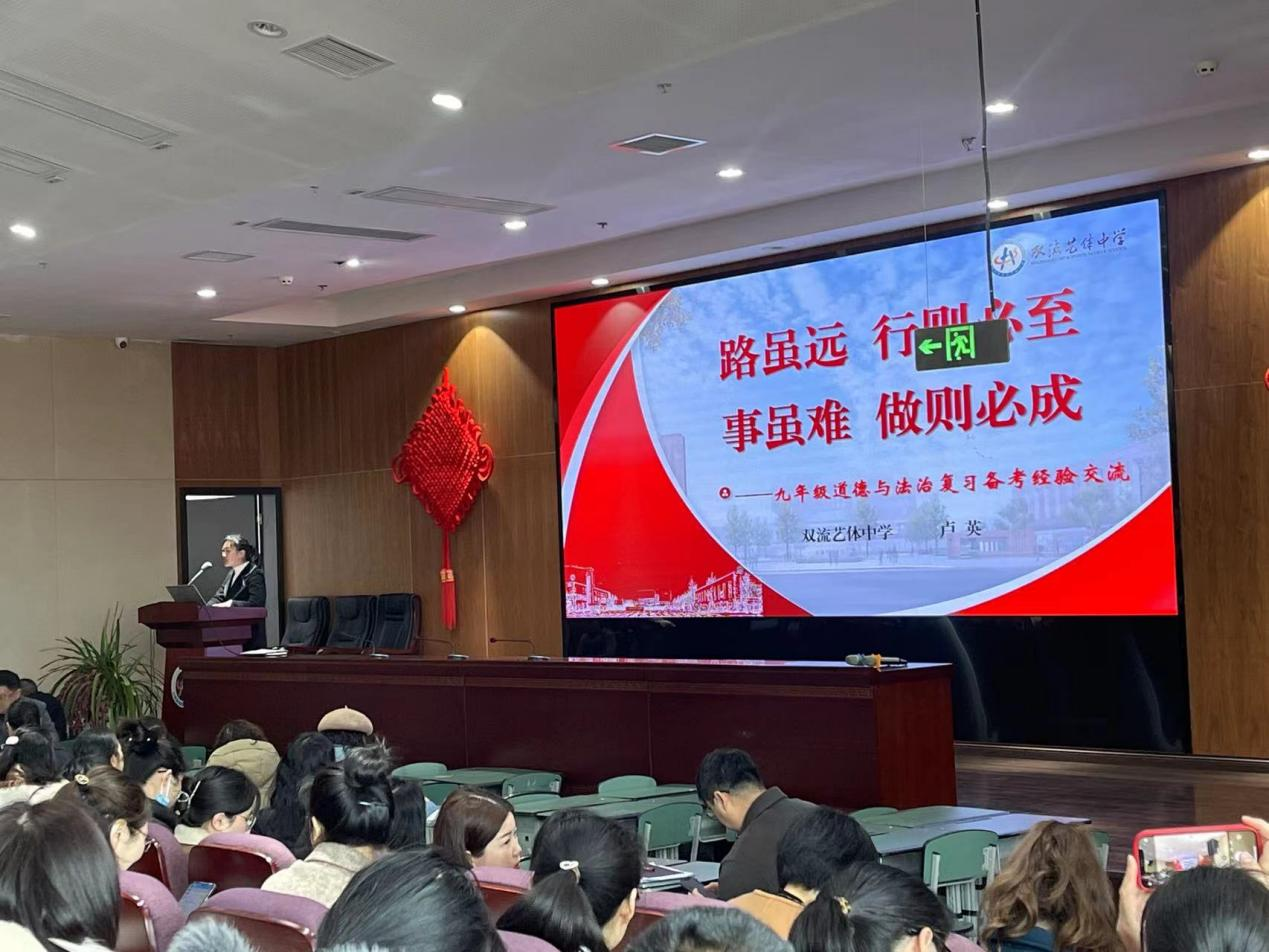 双流艺体中学
路虽远 行则必至
事虽难 做则必成
——九年级道德与法治复习备考经验交流
双流艺体中学 卢英